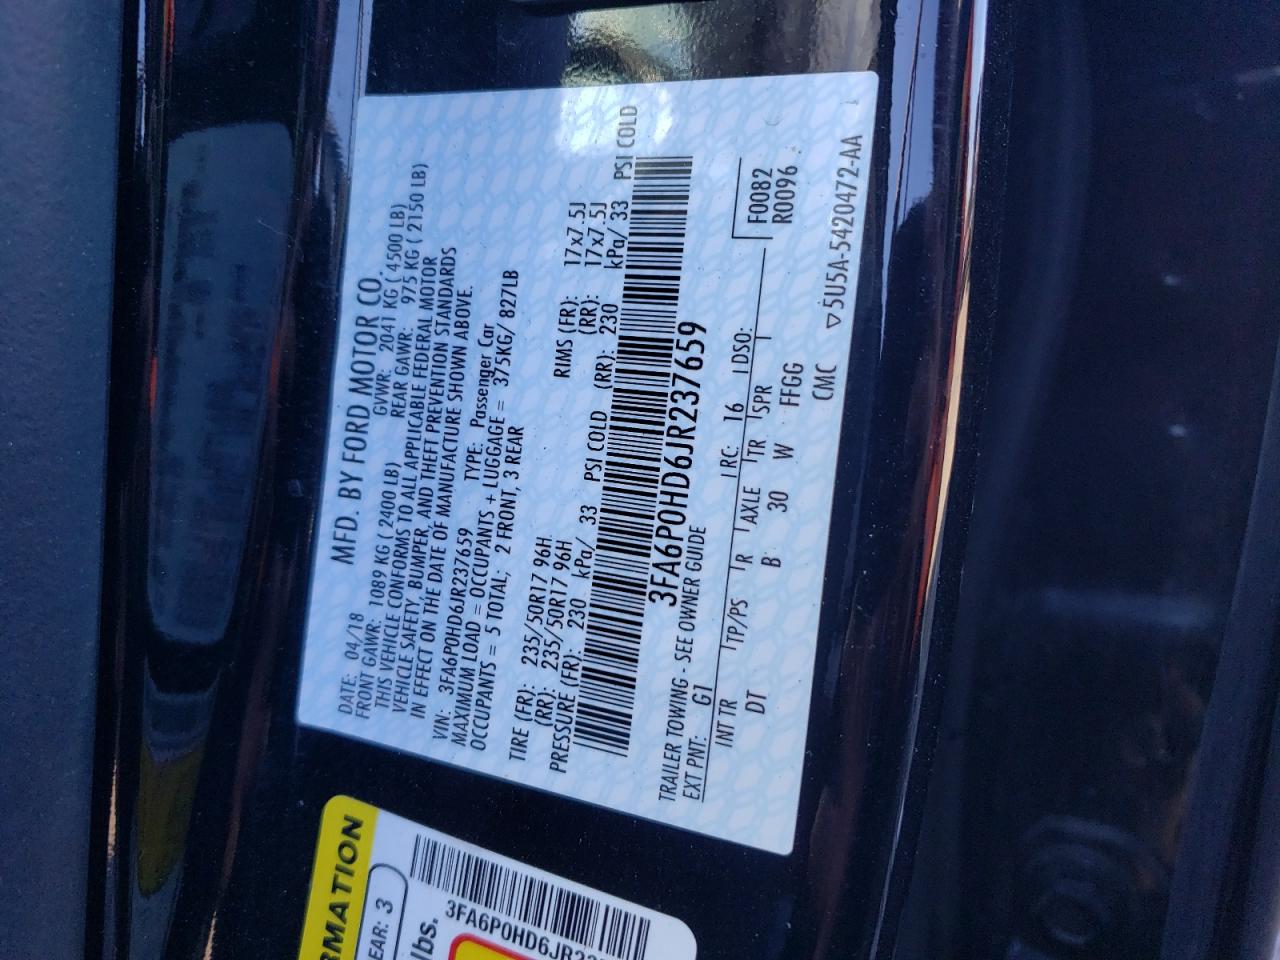 MFD. BY FORD MOTOR CO.
DATE: 04/18 GVWR: 2041 KG ( 4500 LB)
FRONT GAWR: 1089 KG ( 2400 LB) REAR GAWR: 975 KG ( 2150 LB)
THIS VEHICLE CONFORMS TO ALL APPLICABLE FEDERAL MOTOR
VEHICLE SAFETY, BUMPER, AND THEFT PREVENTION STANDARDS
IN EFFECT ON THE DATE OF MANUFACTURE SHOWN ABOVE.
VIN: 3FA6P0HD6JR237659 TYPE: Passenger Car
MAXIMUM LOAD = OCCUPANTS + LUGGAGE = 375KG/ 827LB
OCCUPANTS = 5 TOTAL; 2 FRONT, 3 REAR
TIRE (FR): 235/50R17 96H RIMS (FR): 17x7.5J
(RR): 235/50R17 96H (RR): 17x7.5J
PRESSURE (FR): 230 kPa/ 33 PSI COLD (RR): 230 kPa/ 33 PSI COLD
3FA6P0HD6JR237659
TRAILER TOWING - SEE OWNER GUIDE
EXT PNT: G1 RC: 16 DSO: F0082
R0096
INT TR TP/PS R AXLE TR SPR
DT B 30 W FFGG
CMC ▽5U5A-5420472-AA
RMATION
EAR: 3
lbs.
3FA6P0HD6JR23